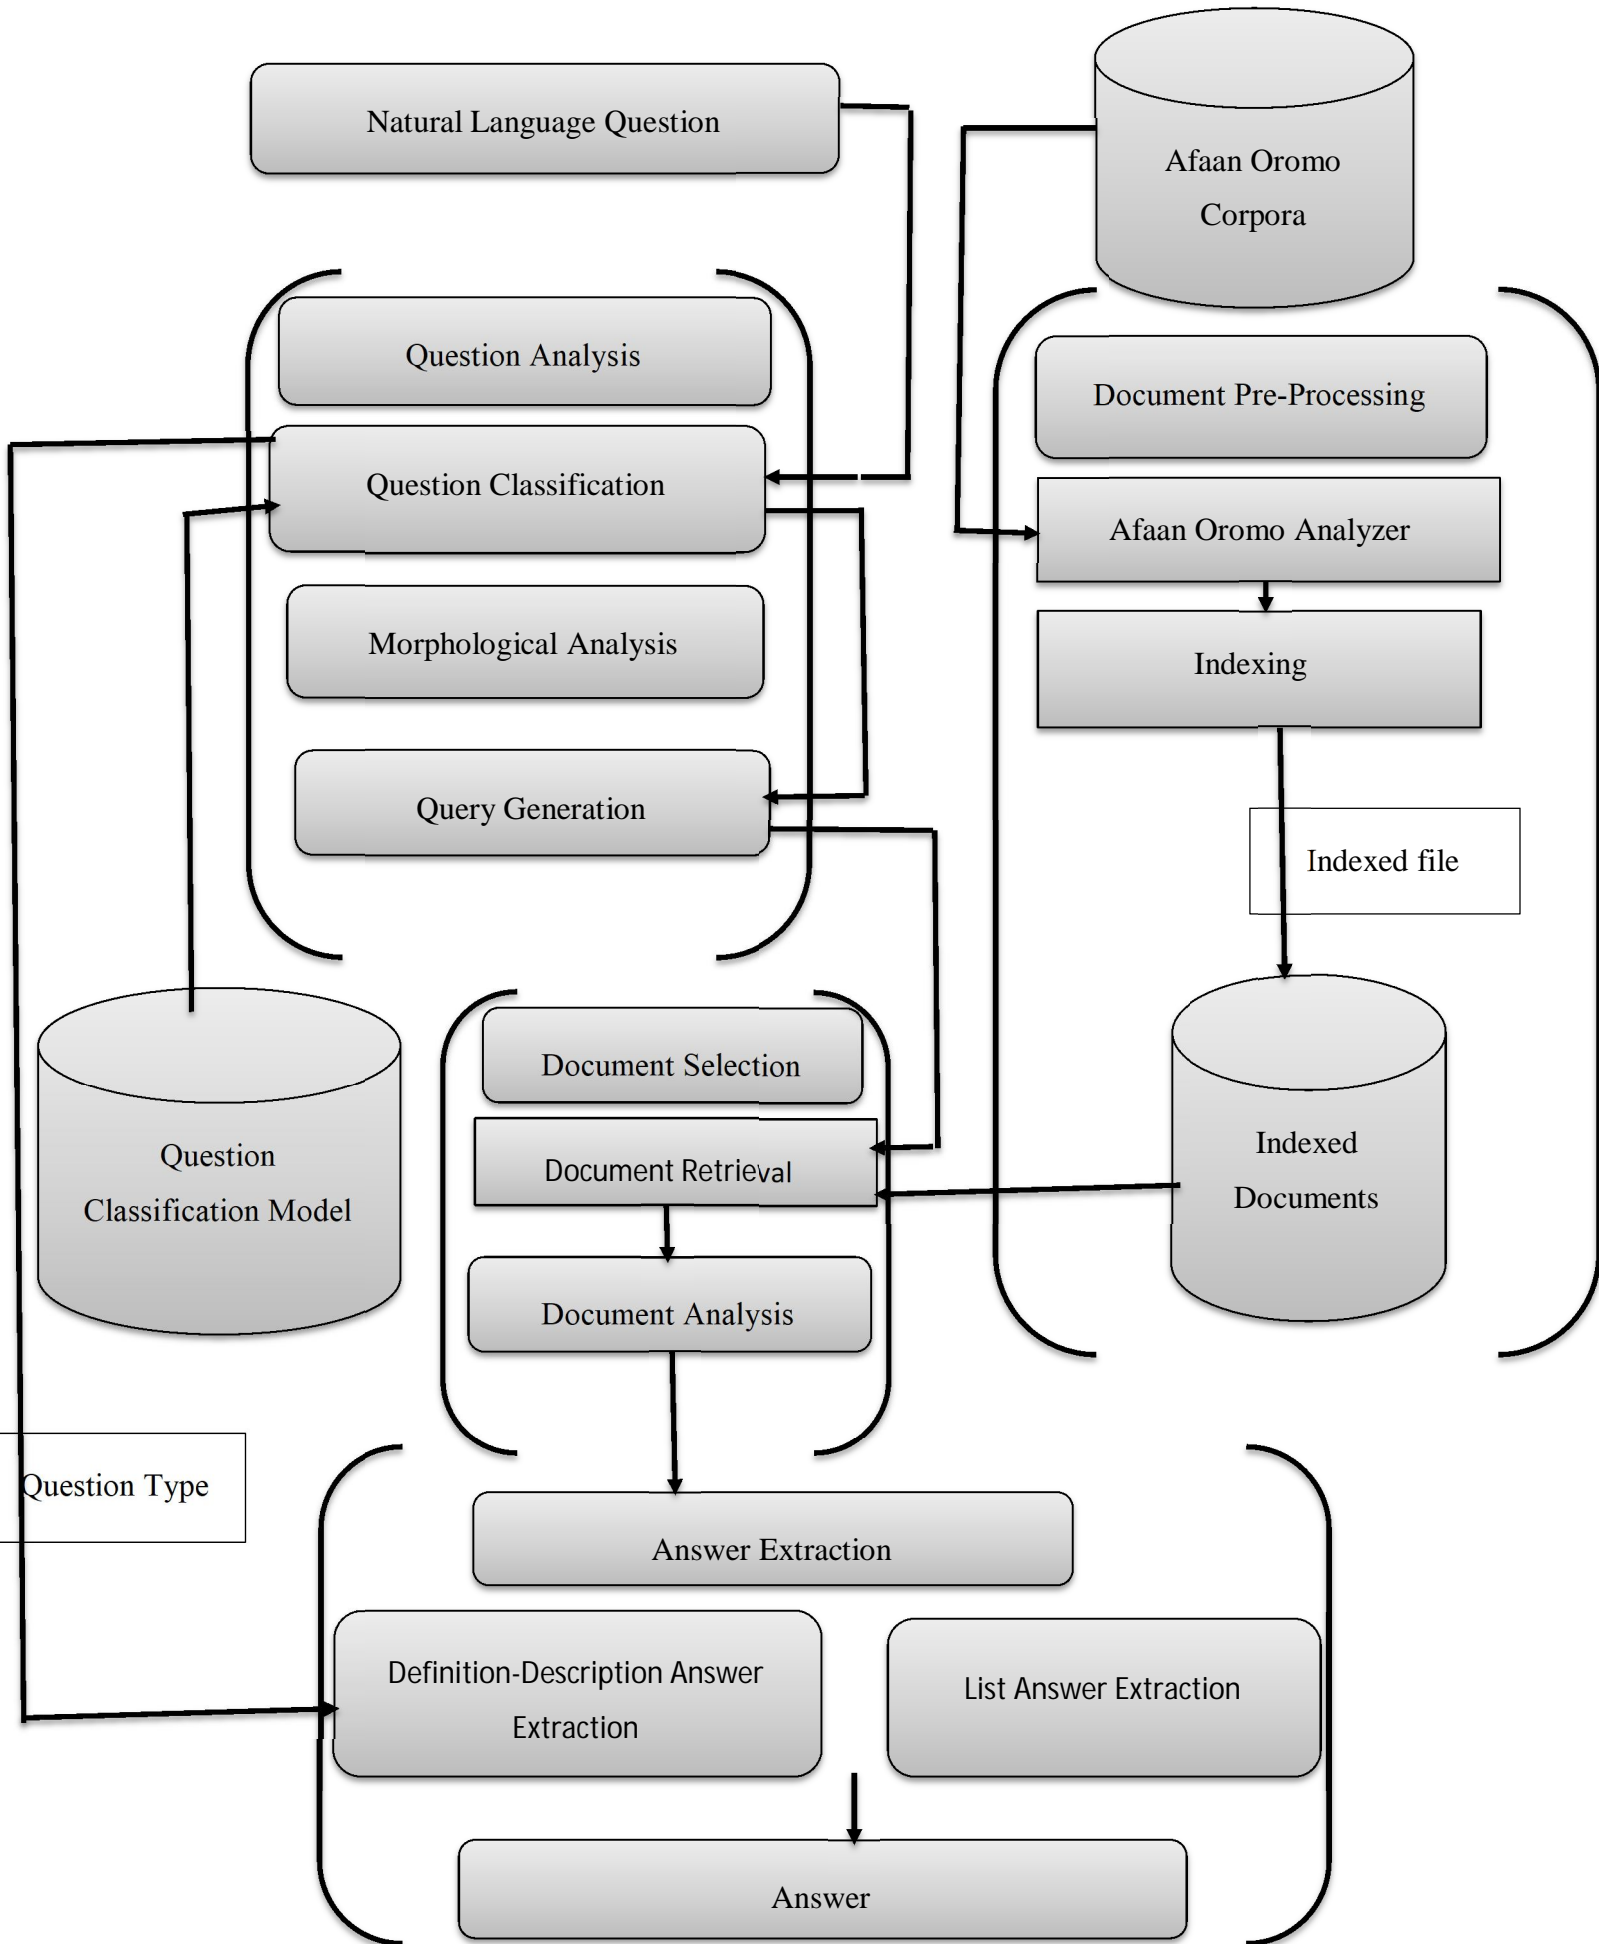 Natural Language Question
Afaan Oromo
Corpora
Question Analysis
Question Classification
Morphological Analysis
Query Generation
Document Pre-Processing
Afaan Oromo Analyzer
Indexing
Indexed file
Question
Classification Model
Document Selection
Document Retrieval
Document Analysis
Indexed
Documents
Question Type
Answer Extraction
Definition-Description Answer
Extraction
List Answer Extraction
Answer